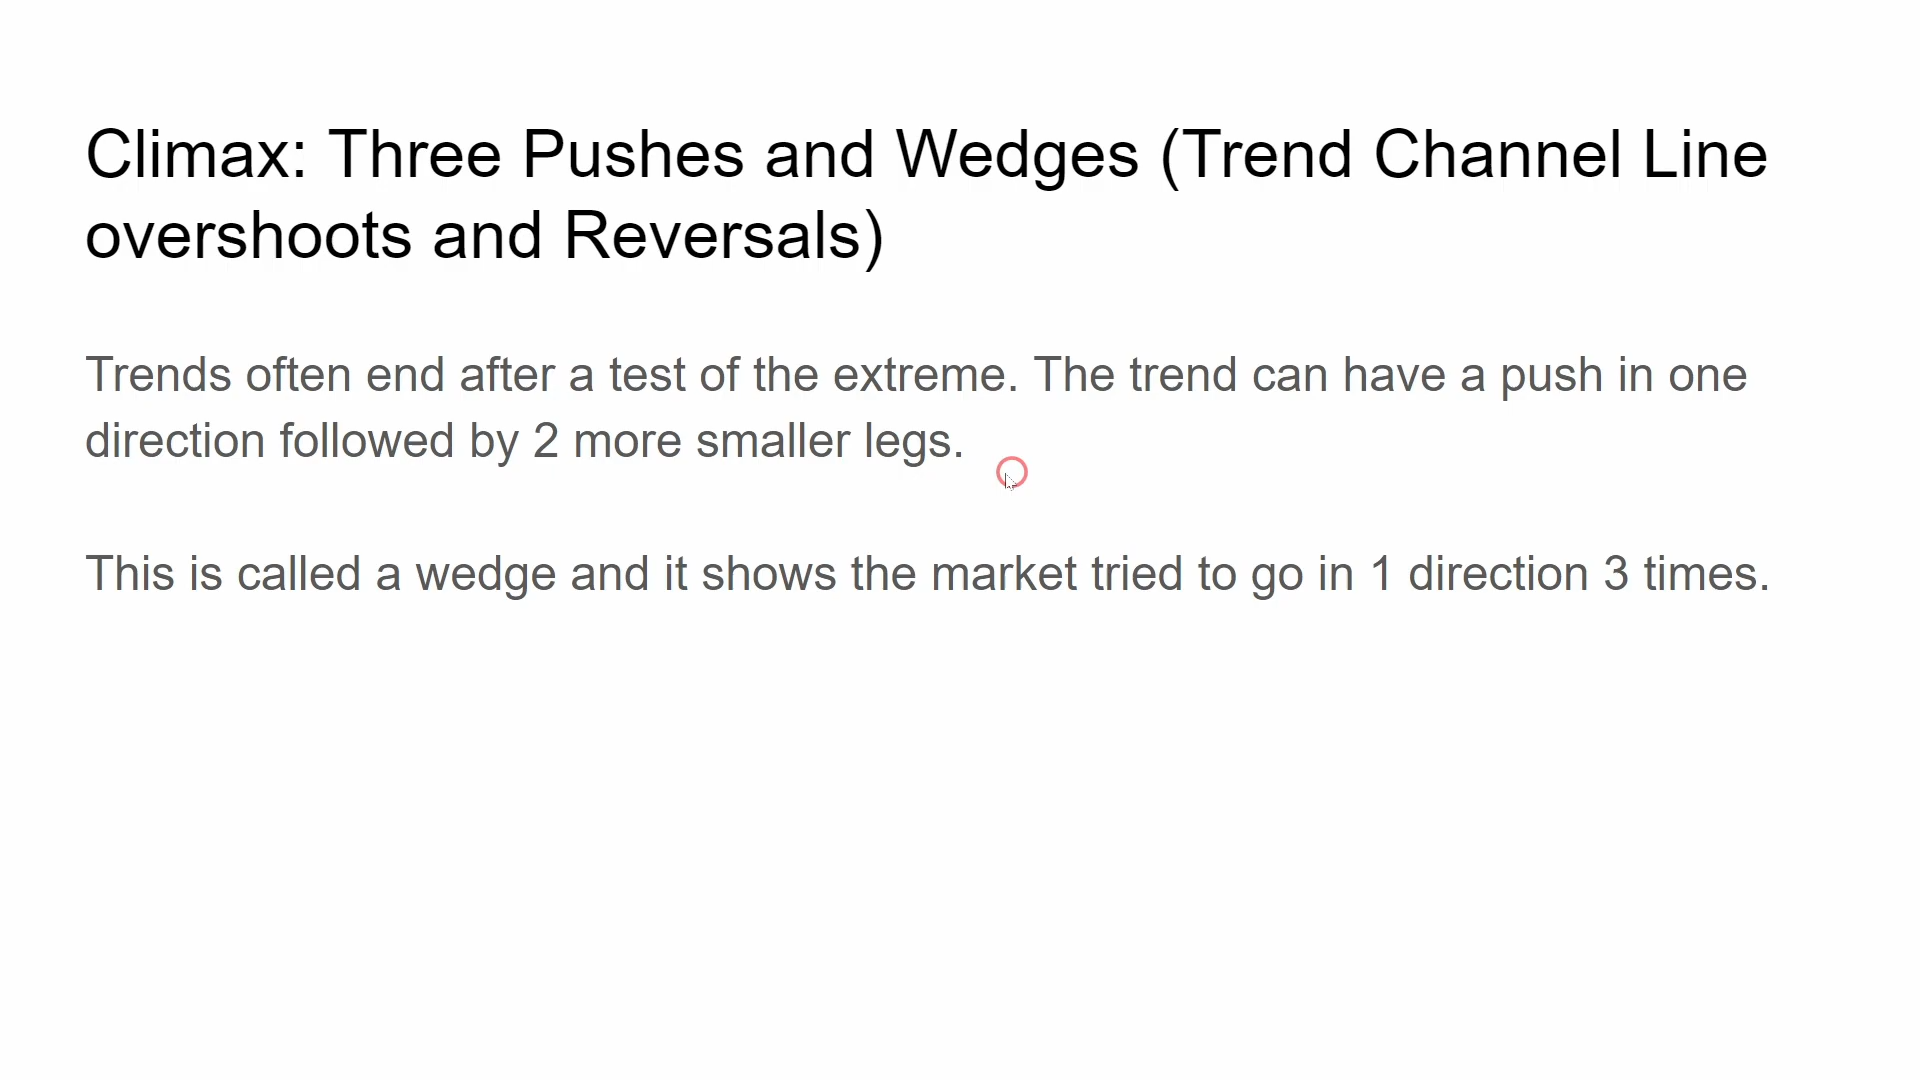 Climax: Three Pushes and Wedges (Trend Channel Line
overshoots and Reversals)
Trends often end after a test of the extreme. The trend can have a push in one
direction followed by 2 more smaller legs.
This is called a wedge and it shows the market tried to go in 1 direction 3 times.